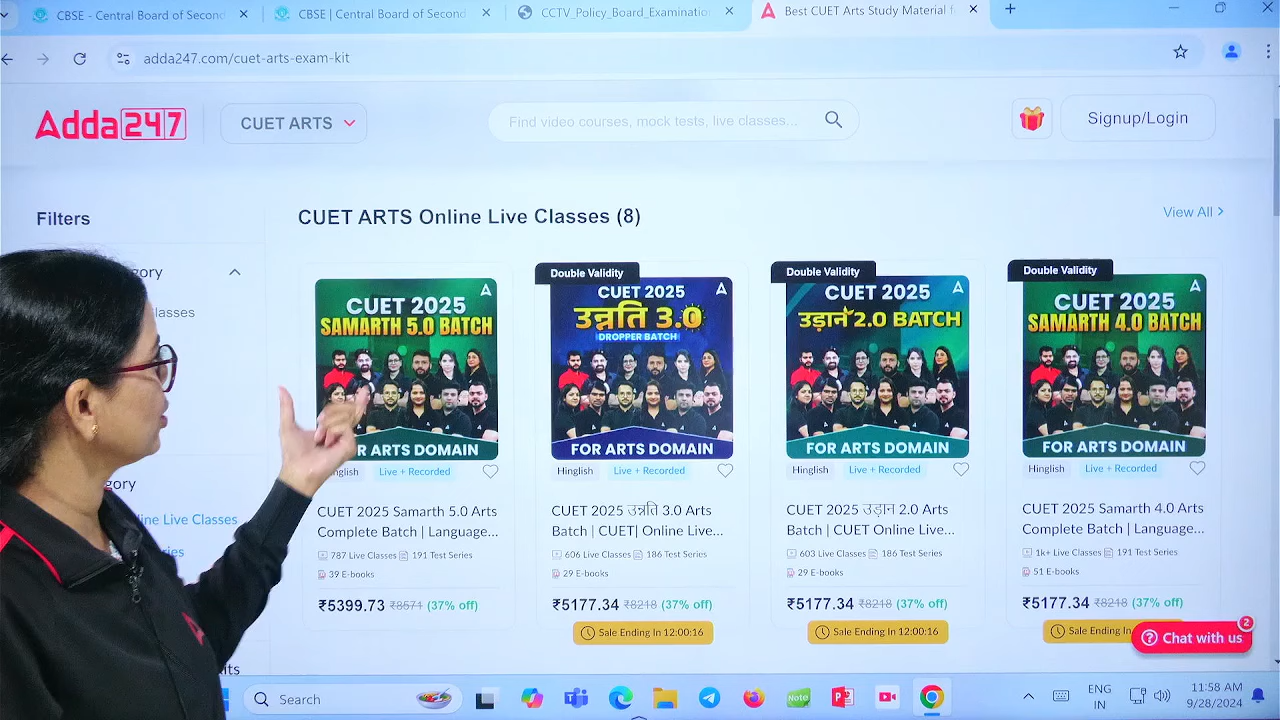 CBSE - Central Board of Second
CBSE | Central Board of Second
CCTV_Policy_Board_Examination
Best CUET Arts Study Material f
adda247.com/cuet-arts-exam-kit
Adda247
CUET ARTS
Find video courses, mock tests, live classes...
Signup/Login
Filters
CUET ARTS Online Live Classes (8)
View All >
gory
lasses
gory
ine Live Classes
ries
its
CUET 2025
SAMARTH 5.0 BATCH
FOR ARTS DOMAIN
Hinglish
Live + Recorded
CUET 2025 Samarth 5.0 Arts
Complete Batch | Language...
787 Live Classes 191 Test Series
39 E-books
₹5399.73 ₹8571 (37% off)
Double Validity
CUET 2025
उन्नति 3.0
DROPPER BATCH
FOR ARTS DOMAIN
Hinglish
Live + Recorded
CUET 2025 उन्नति 3.0 Arts
Batch | CUET| Online Live...
606 Live Classes 186 Test Series
29 E-books
₹5177.34 ₹8218 (37% off)
Sale Ending In 12:00:16
Double Validity
CUET 2025
उड़ान 2.0 BATCH
FOR ARTS DOMAIN
Hinglish
Live + Recorded
CUET 2025 उड़ान 2.0 Arts
Batch | CUET Online Live...
603 Live Classes 186 Test Series
29 E-books
₹5177.34 ₹8218 (37% off)
Sale Ending In 12:00:16
Double Validity
CUET 2025
SAMARTH 4.0 BATCH
FOR ARTS DOMAIN
Hinglish
Live + Recorded
CUET 2025 Samarth 4.0 Arts
Complete Batch | Language...
1k+ Live Classes 191 Test Series
51 E-books
₹5177.34 ₹8218 (37% off)
Sale Ending In
Chat with us
2
Search
Note
ENG
IN
11:58 AM
9/28/2024